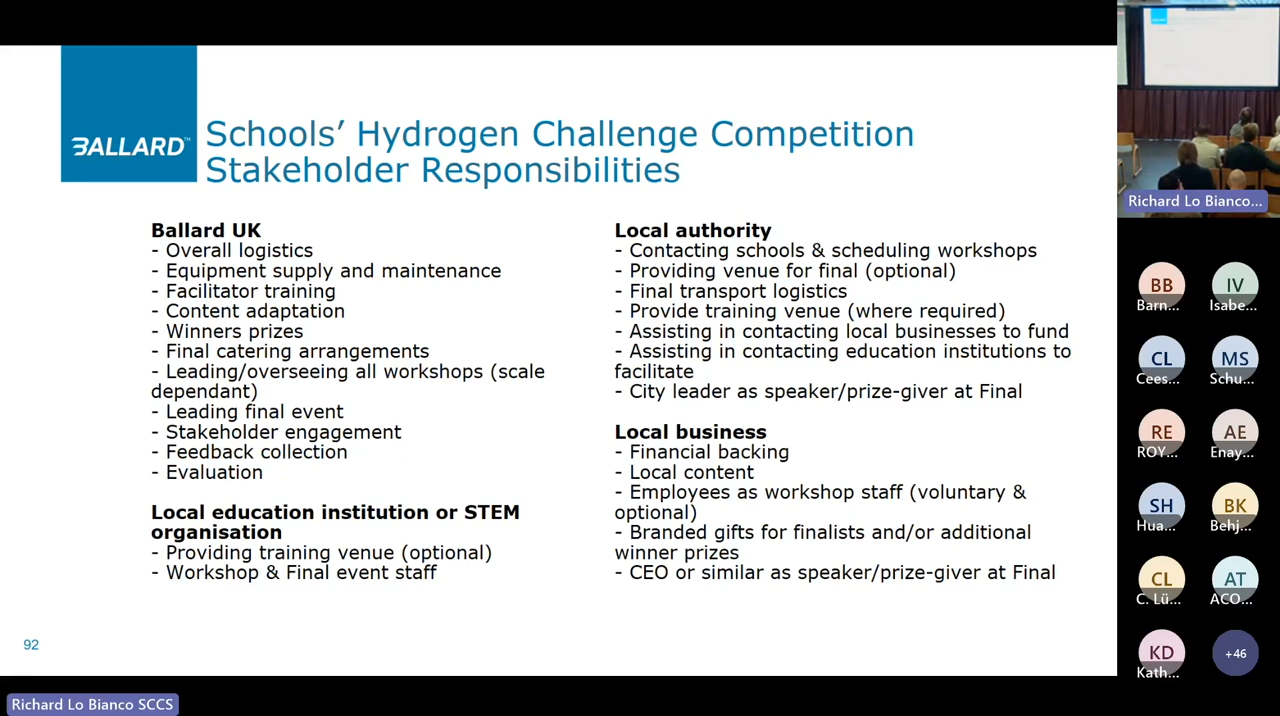 BALLARD™
Schools’ Hydrogen Challenge Competition
Stakeholder Responsibilities
Ballard UK
- Overall logistics
- Equipment supply and maintenance
- Facilitator training
- Content adaptation
- Winners prizes
- Final catering arrangements
- Leading/overseeing all workshops (scale
dependant)
- Leading final event
- Stakeholder engagement
- Feedback collection
- Evaluation
Local education institution or STEM
organisation
- Providing training venue (optional)
- Workshop & Final event staff
Local authority
- Contacting schools & scheduling workshops
- Providing venue for final (optional)
- Final transport logistics
- Provide training venue (where required)
- Assisting in contacting local businesses to fund
- Assisting in contacting education institutions to
facilitate
- City leader as speaker/prize-giver at Final
Local business
- Financial backing
- Local content
- Employees as workshop staff (voluntary &
optional)
- Branded gifts for finalists and/or additional
winner prizes
- CEO or similar as speaker/prize-giver at Final
92
Richard Lo Bianco SCCS
Richard Lo Bianco...
BB
Barn...
IV
Isabe...
CL
Cees...
MS
Schu...
RE
ROY...
AE
Enay...
SH
Hua...
BK
Behj...
CL
C. Lü...
AT
ACO...
KD
Kath...
+46